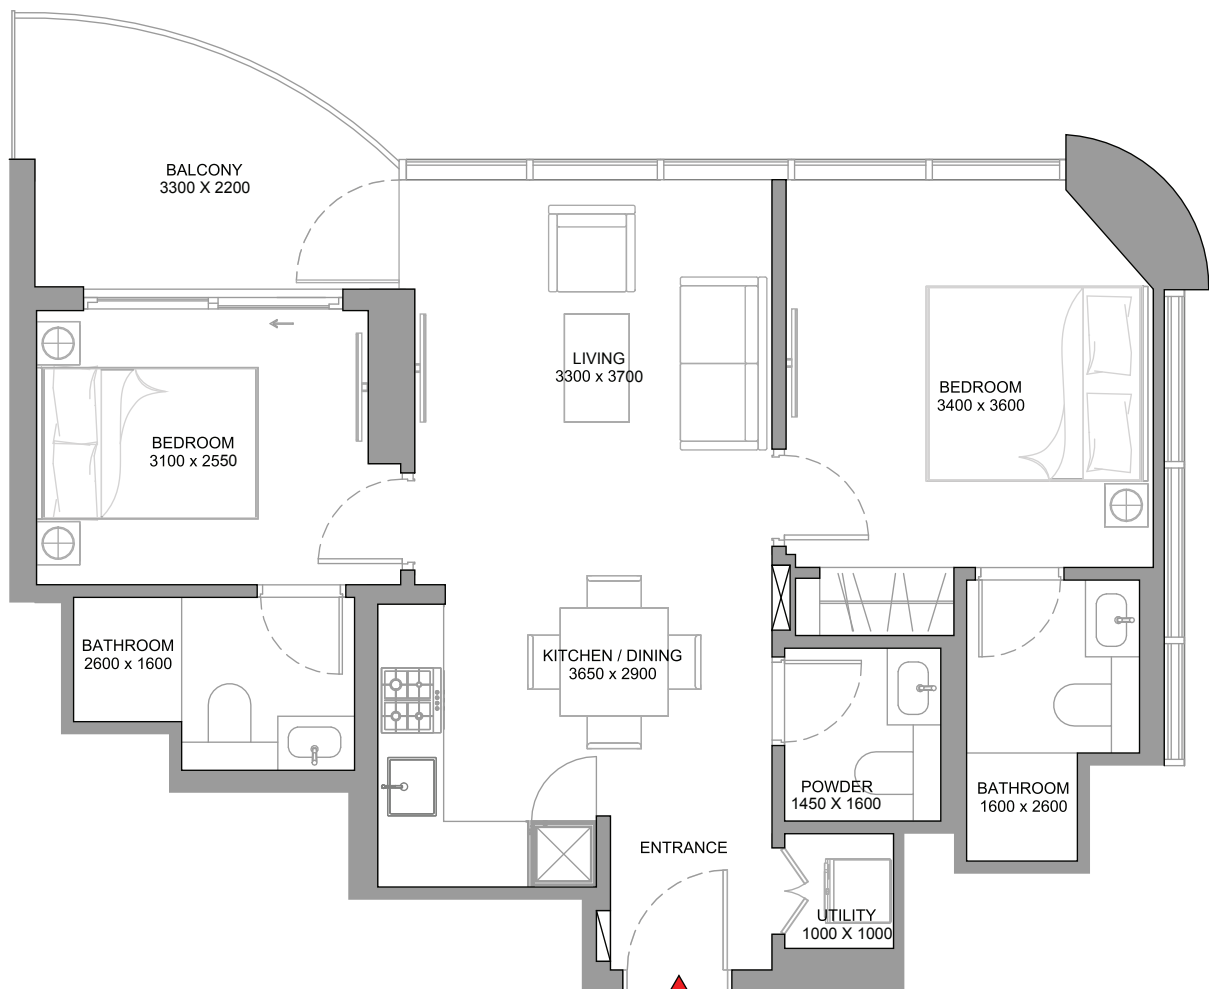 BALCONY
3300 X 2200
LIVING
3300 x 3700
BEDROOM
3400 x 3600
BEDROOM
3100 x 2550
BATHROOM
2600 x 1600
KITCHEN / DINING
3650 x 2900
POWDER
1450 X 1600
BATHROOM
1600 x 2600
ENTRANCE
UTILITY
1000 X 1000